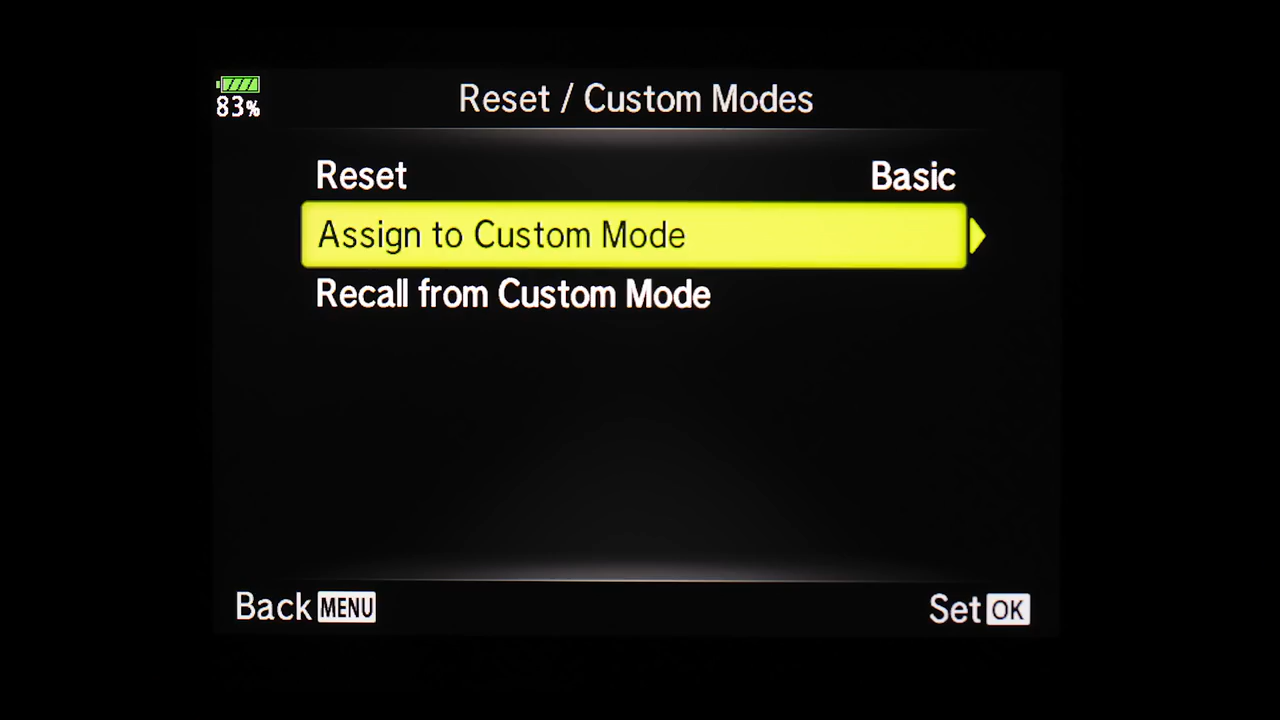 83%
Reset / Custom Modes
Reset Basic
Assign to Custom Mode
Recall from Custom Mode
Back MENU Set OK